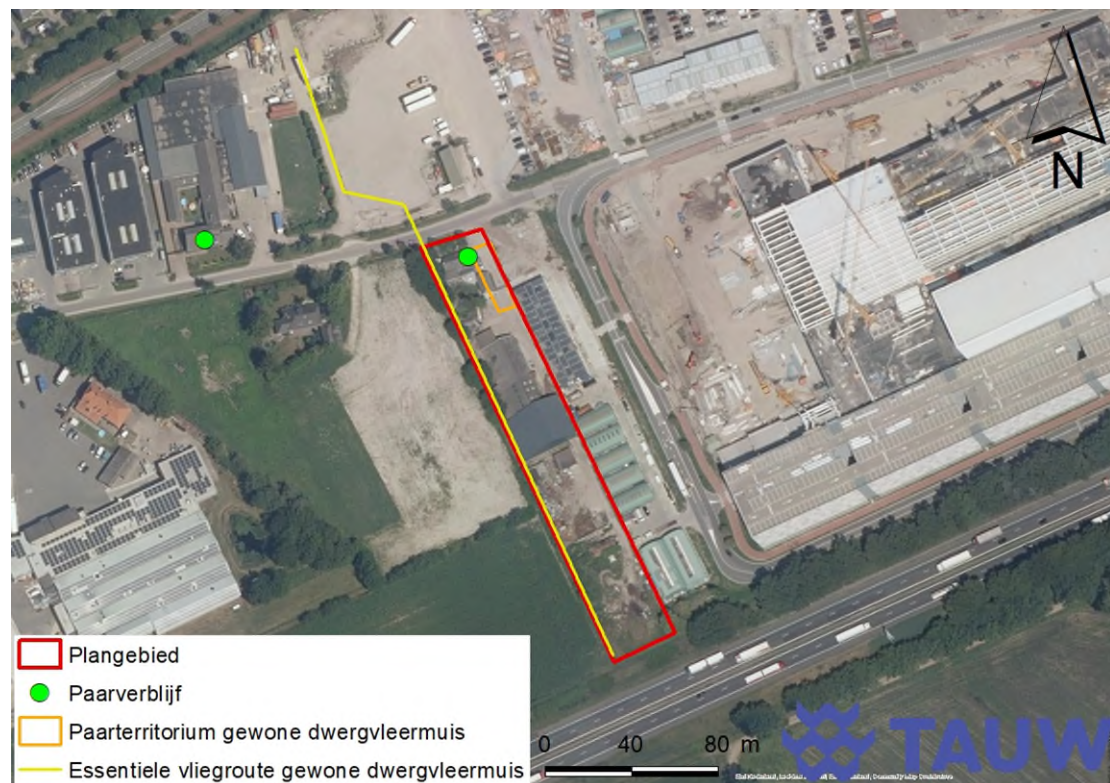 N
Plangebied
Paarverblijf
Paarterritorium gewone dwergvleermuis
Essentiele vliegroute gewone dwergvleermuis
0 40 80 m
TAUW